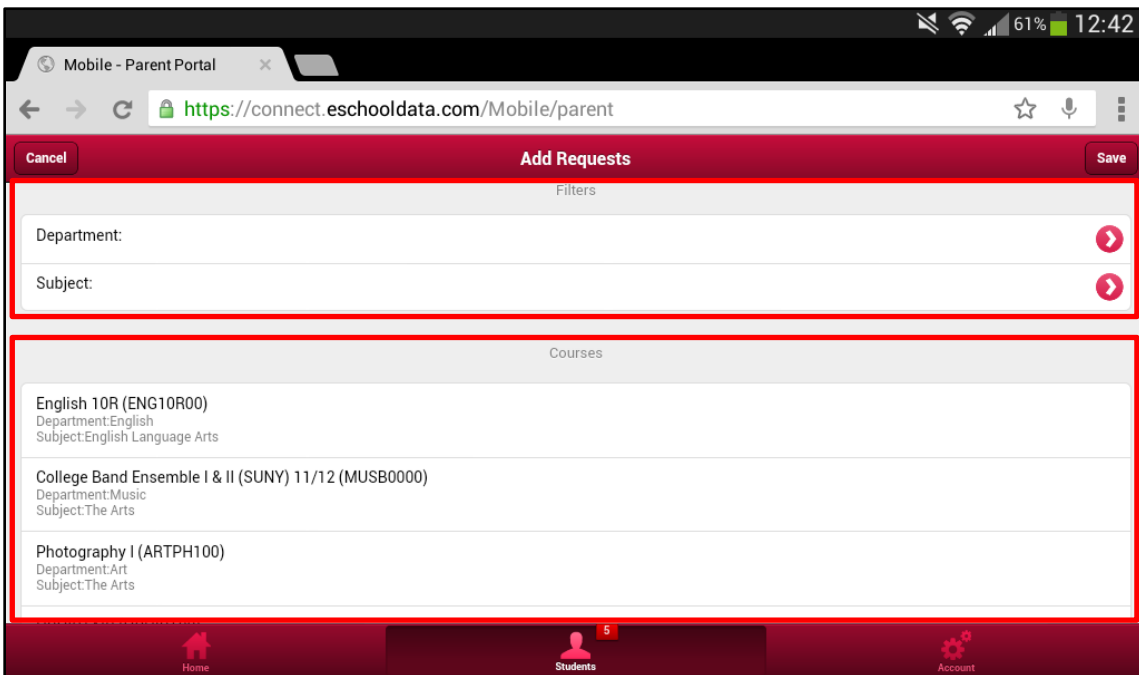 61% 12:42
Mobile - Parent Portal
https://connect.eschooldata.com/Mobile/parent
Cancel Add Requests Save
Filters
Department:
Subject:
Courses
English 10R (ENG10R00)
Department:English
Subject:English Language Arts
College Band Ensemble I & II (SUNY) 11/12 (MUSB0000)
Department:Music
Subject:The Arts
Photography I (ARTPH100)
Department:Art
Subject:The Arts
5
Home Students Account